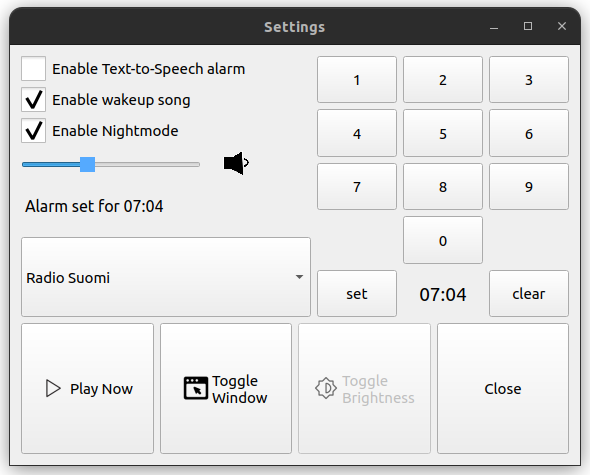 Settings
Enable Text-to-Speech alarm
Enable wakeup song
Enable Nightmode
Alarm set for 07:04
Radio Suomi
1 2 3
4 5 6
7 8 9
0
set 07:04 clear
Play Now
Toggle
Window
Toggle
Brightness
Close